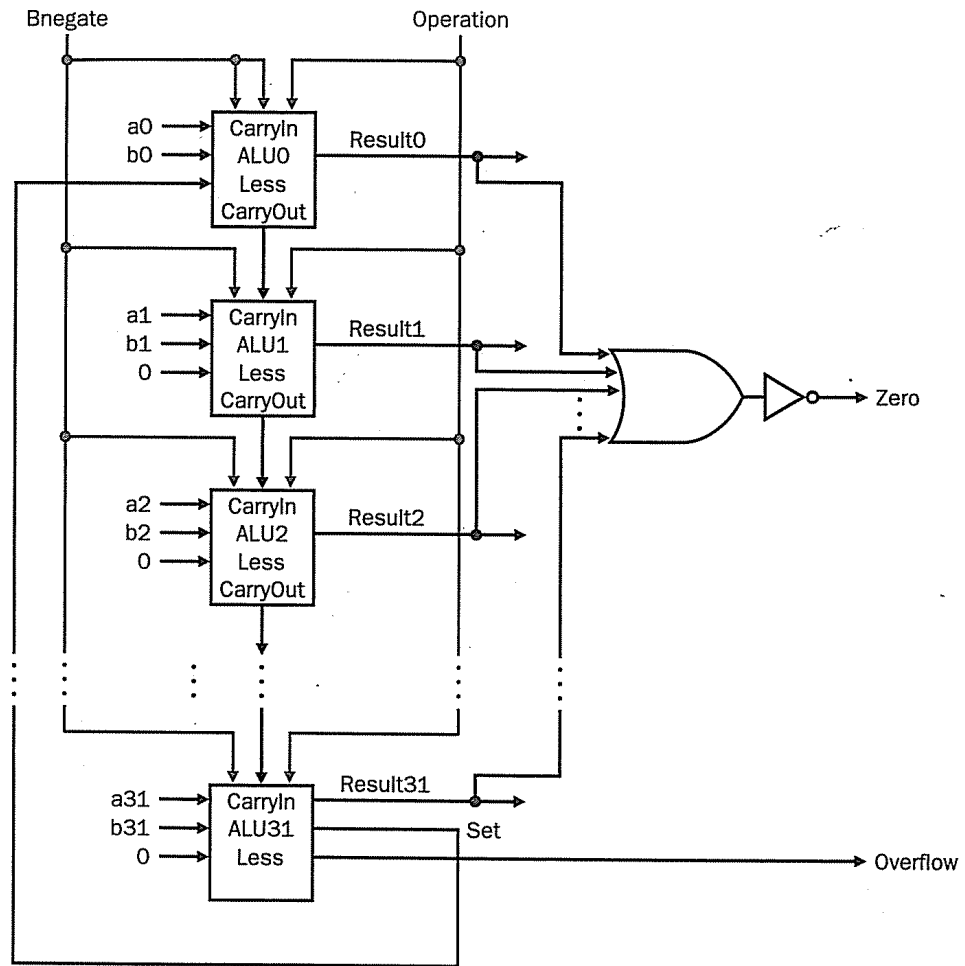 Bnegate
Operation
a0
b0
CarryIn
ALU0
Less
CarryOut
Result0
a1
b1
0
CarryIn
ALU1
Less
CarryOut
Result1
Zero
a2
b2
0
CarryIn
ALU2
Less
CarryOut
Result2
a31
b31
0
CarryIn
ALU31
Less
Result31
Set
Overflow